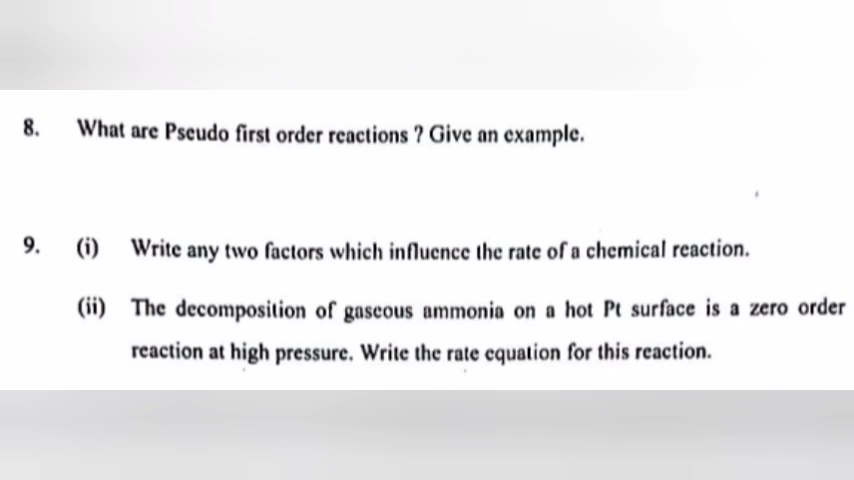 8. What are Pseudo first order reactions ? Give an example.
9. (i) Write any two factors which influence the rate of a chemical reaction.
(ii) The decomposition of gaseous ammonia on a hot Pt surface is a zero order
reaction at high pressure. Write the rate equation for this reaction.